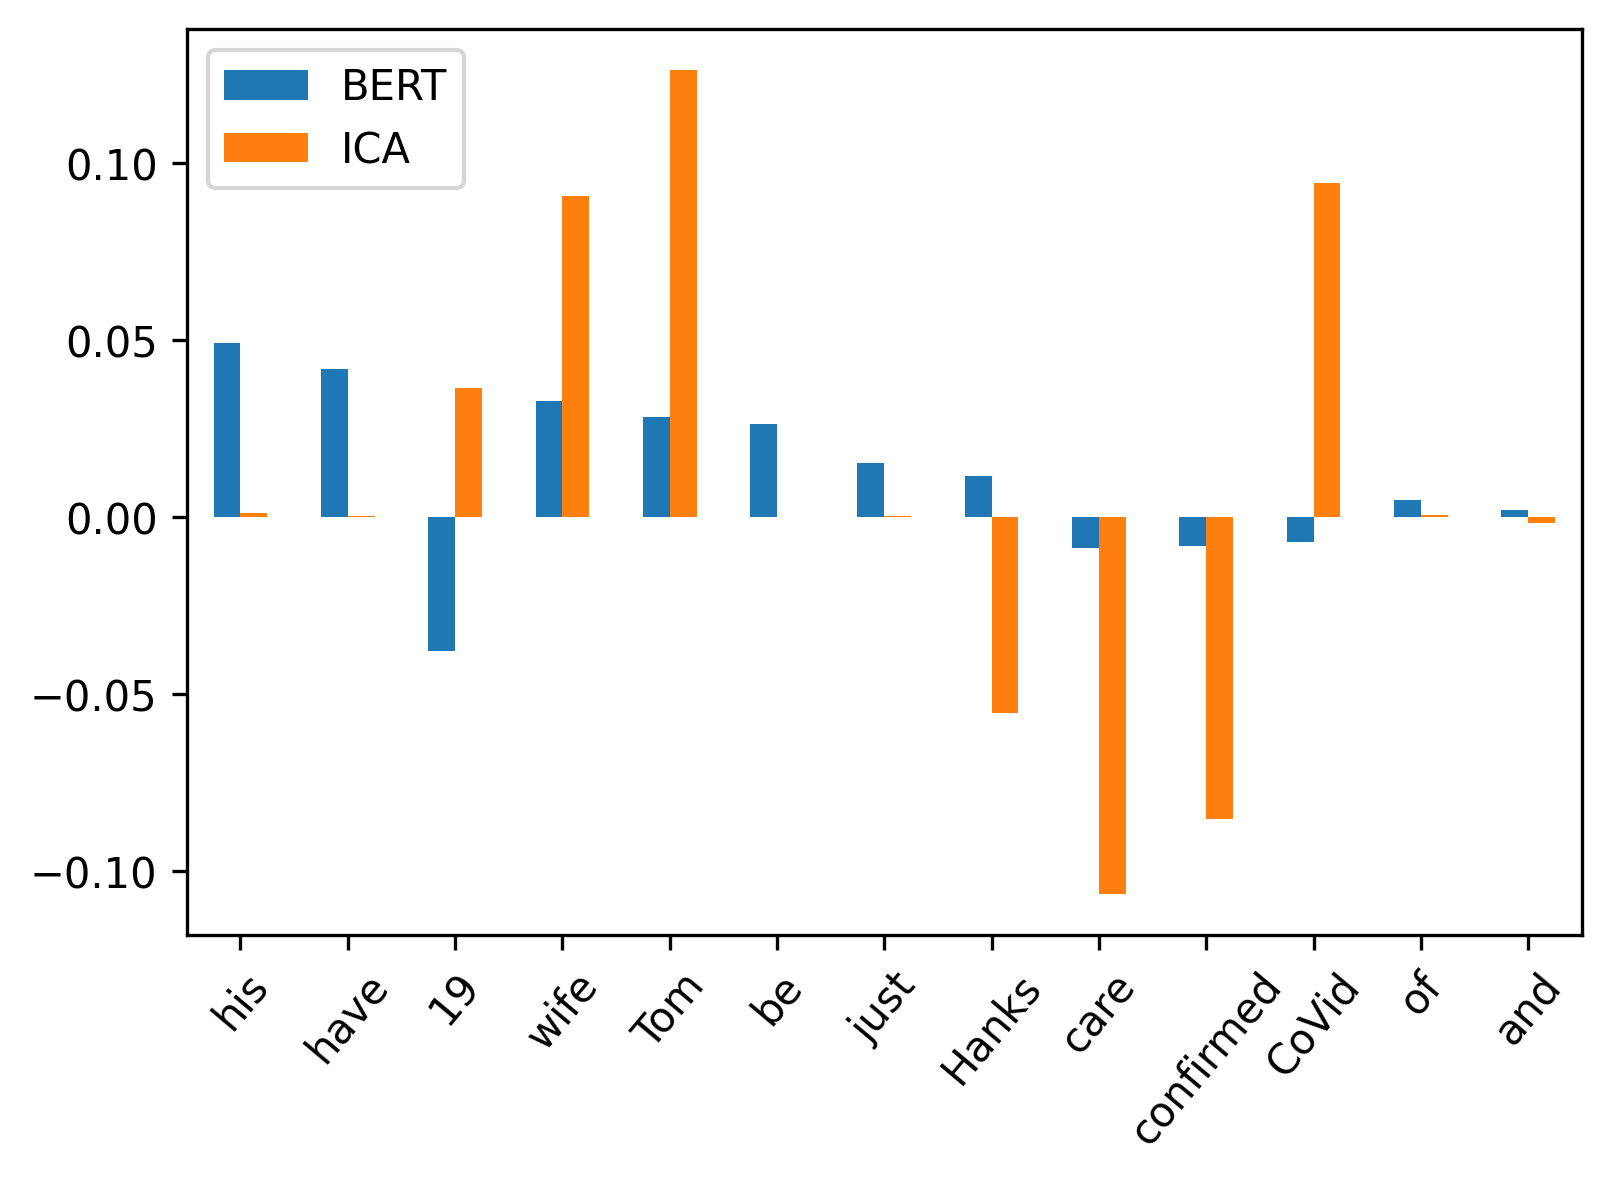 BERT
ICA
0.10
0.05
0.00
−0.05
−0.10
his
have
19
wife
Tom
be
just
Hanks
care
confirmed
CoVid
of
and